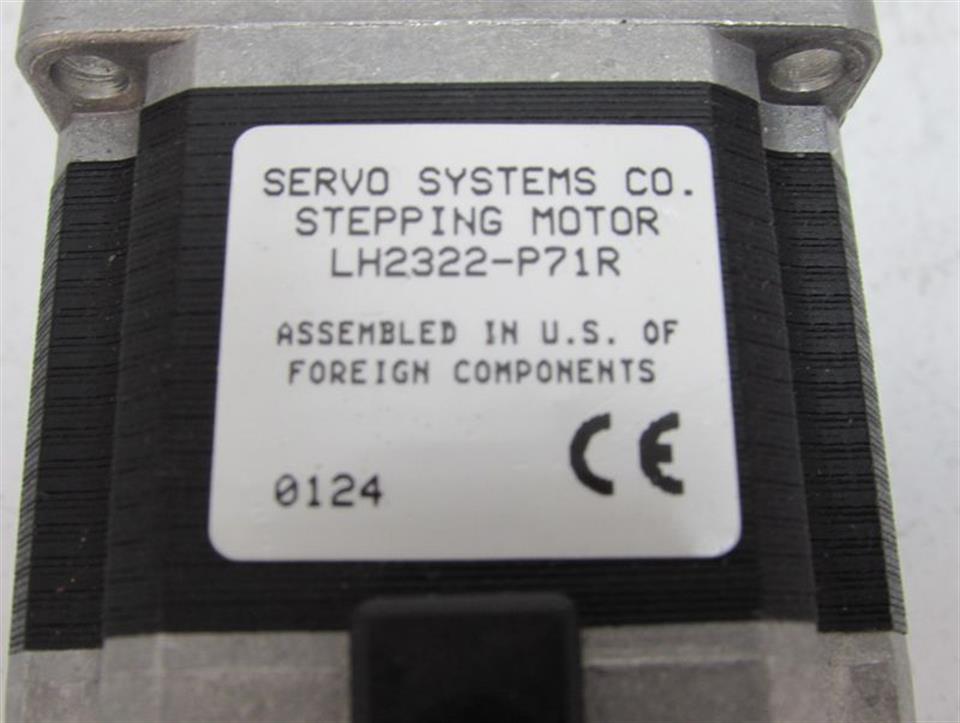 SERVO SYSTEMS CO.
STEPPING MOTOR
LH2322-P71R
ASSEMBLED IN U.S. OF
FOREIGN COMPONENTS
0124 CE